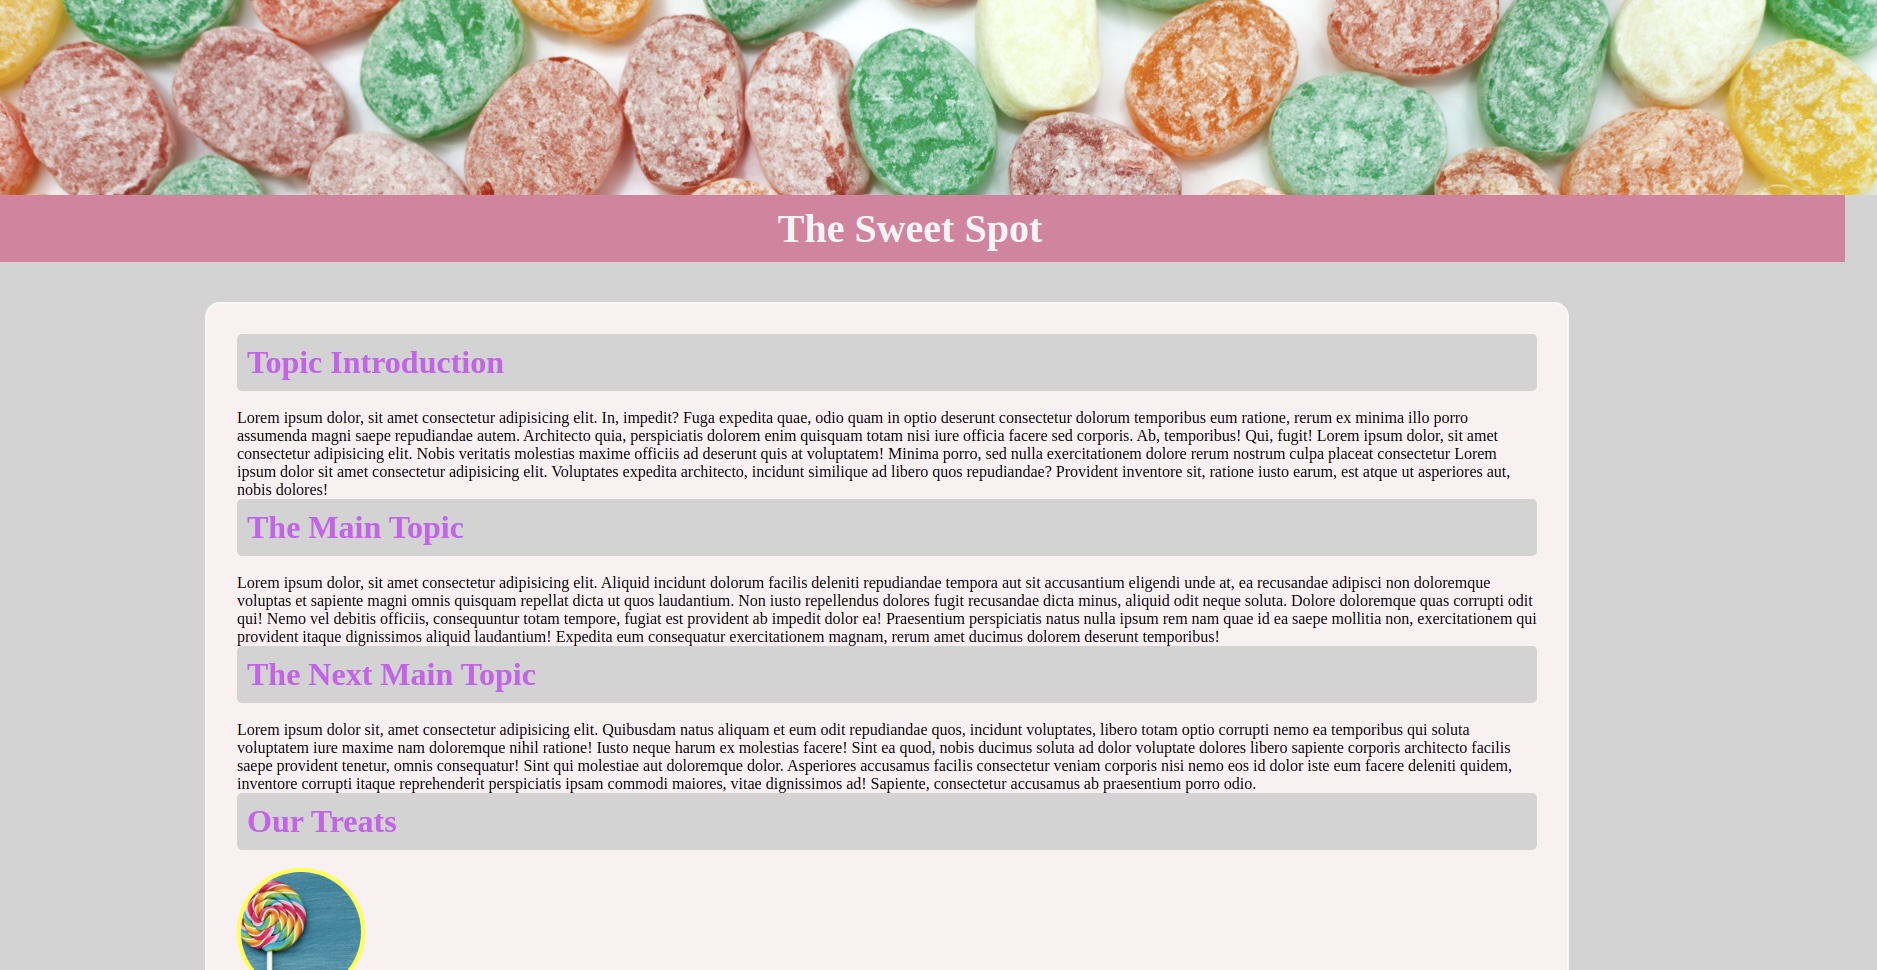 The Sweet Spot
Topic Introduction
Lorem ipsum dolor, sit amet consectetur adipisicing elit. In, impedit? Fuga expedita quae, odio quam in optio deserunt consectetur dolorum temporibus eum ratione, rerum ex minima illo porro
assumenda magni saepe repudiandae autem. Architecto quia, perspiciatis dolorem enim quisquam totam nisi iure officia facere sed corporis. Ab, temporibus! Qui, fugit! Lorem ipsum dolor, sit amet
consectetur adipisicing elit. Nobis veritatis molestias maxime officiis ad deserunt quis at voluptatem! Minima porro, sed nulla exercitationem dolore rerum nostrum culpa placeat consectetur Lorem
ipsum dolor sit amet consectetur adipisicing elit. Voluptates expedita architecto, incidunt similique ad libero quos repudiandae? Provident inventore sit, ratione iusto earum, est atque ut asperiores aut,
nobis dolores!
The Main Topic
Lorem ipsum dolor, sit amet consectetur adipisicing elit. Aliquid incidunt dolorum facilis deleniti repudiandae tempora aut sit accusantium eligendi unde at, ea recusandae adipisci non doloremque
voluptas et sapiente magni omnis quisquam repellat dicta ut quos laudantium. Non iusto repellendus dolores fugit recusandae dicta minus, aliquid odit neque soluta. Dolore doloremque quas corrupti odit
qui! Nemo vel debitis officiis, consequuntur totam tempore, fugiat est provident ab impedit dolor ea! Praesentium perspiciatis natus nulla ipsum rem nam quae id ea saepe mollitia non, exercitationem qui
provident itaque dignissimos aliquid laudantium! Expedita eum consequatur exercitationem magnam, rerum amet ducimus dolorem deserunt temporibus!
The Next Main Topic
Lorem ipsum dolor sit, amet consectetur adipisicing elit. Quibusdam natus aliquam et eum odit repudiandae quos, incidunt voluptates, libero totam optio corrupti nemo ea temporibus qui soluta
voluptatem iure maxime nam doloremque nihil ratione! Iusto neque harum ex molestias facere! Sint ea quod, nobis ducimus soluta ad dolor voluptate dolores libero sapiente corporis architecto facilis
saepe provident tenetur, omnis consequatur! Sint qui molestiae aut doloremque dolor. Asperiores accusamus facilis consectetur veniam corporis nisi nemo eos id dolor iste eum facere deleniti quidem,
inventore corrupti itaque reprehenderit perspiciatis ipsam commodi maiores, vitae dignissimos ad! Sapiente, consectetur accusamus ab praesentium porro odio.
Our Treats